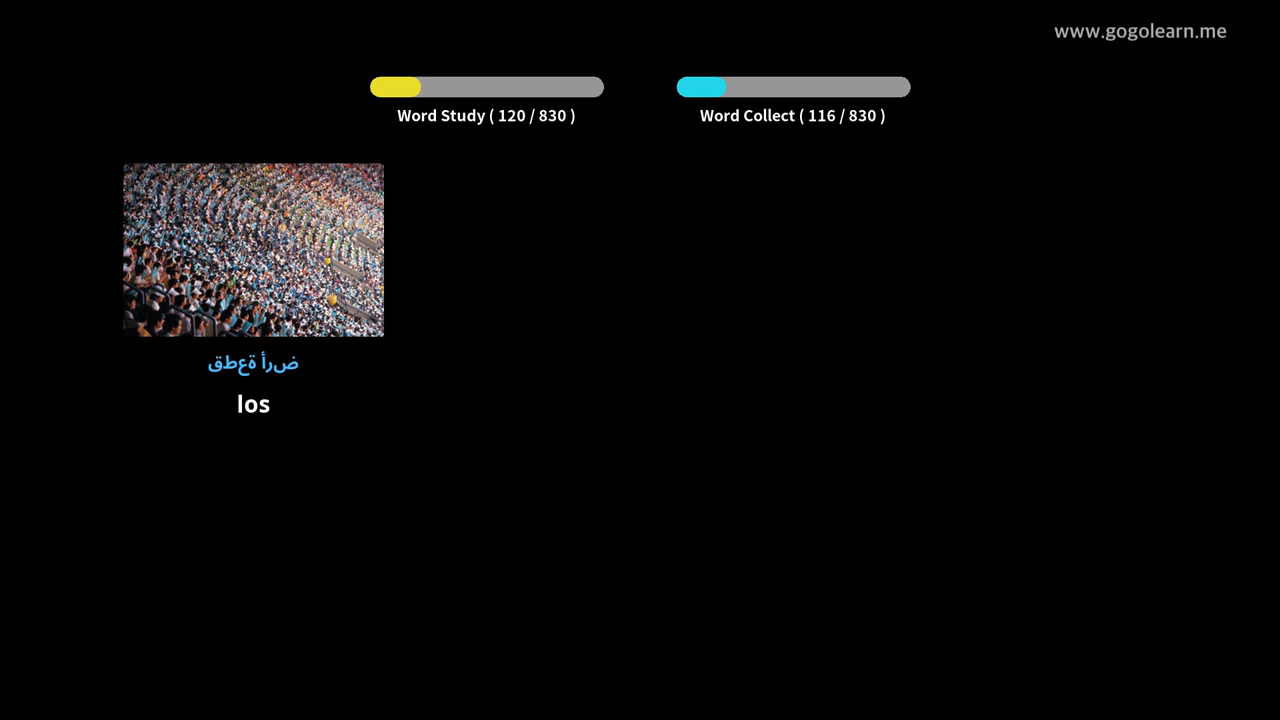 www.gogolearn.me
Word Study ( 120 / 830 )
Word Collect ( 116 / 830 )
ضرأ ةعطق
los